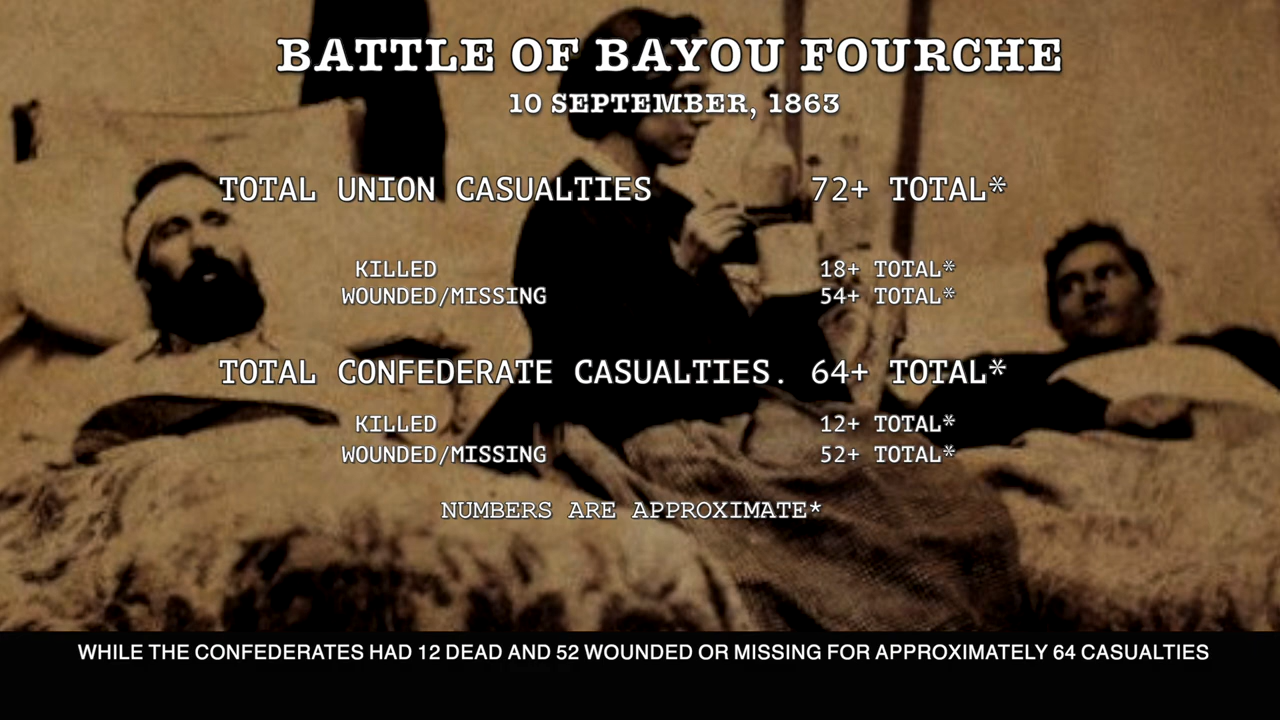 BATTLE OF BAYOU FOURCHE
10 SEPTEMBER, 1863
TOTAL UNION CASUALTIES 72+ TOTAL*
KILLED 18+ TOTAL*
WOUNDED/MISSING 54+ TOTAL*
TOTAL CONFEDERATE CASUALTIES. 64+ TOTAL*
KILLED 12+ TOTAL*
WOUNDED/MISSING 52+ TOTAL*
NUMBERS ARE APPROXIMATE*
WHILE THE CONFEDERATES HAD 12 DEAD AND 52 WOUNDED OR MISSING FOR APPROXIMATELY 64 CASUALTIES